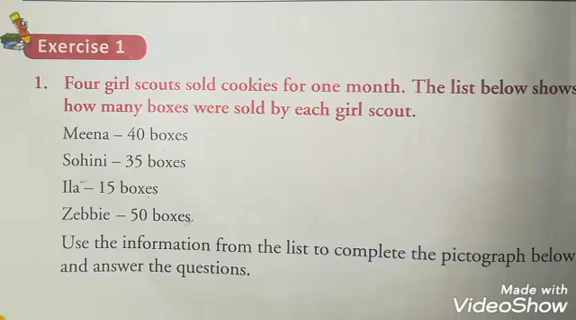 Exercise 1
1. Four girl scouts sold cookies for one month. The list below shows
how many boxes were sold by each girl scout.
Meena – 40 boxes
Sohini – 35 boxes
Ila – 15 boxes
Zebbie – 50 boxes
Use the information from the list to complete the pictograph below
and answer the questions.
Made with
VideoShow